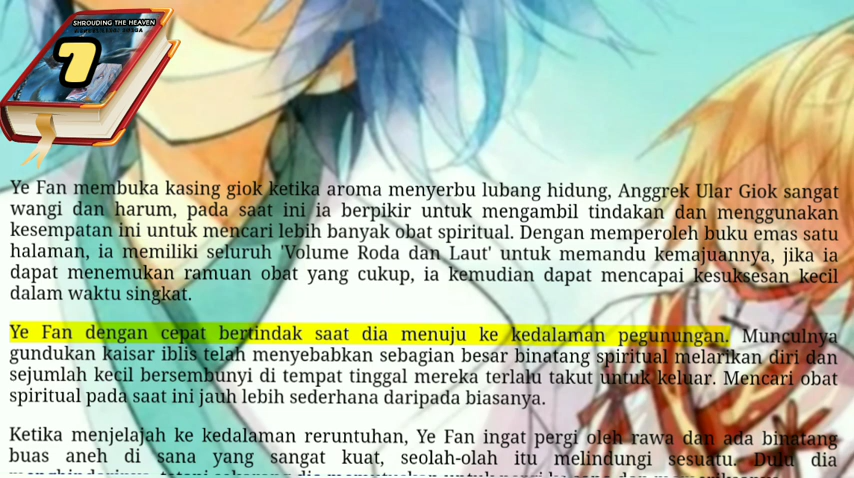 SHROUDING THE HEAVEN
7
Ye Fan membuka kasing giok ketika aroma menyerbu lubang hidung, Anggrek Ular Giok sangat
wangi dan harum, pada saat ini ia berpikir untuk mengambil tindakan dan menggunakan
kesempatan ini untuk mencari lebih banyak obat spiritual. Dengan memperoleh buku emas satu
halaman, ia memiliki seluruh 'Volume Roda dan Laut' untuk memandu kemajuannya, jika ia
dapat menemukan ramuan obat yang cukup, ia kemudian dapat mencapai kesuksesan kecil
dalam waktu singkat.
Ye Fan dengan cepat bertindak saat dia menuju ke kedalaman pegunungan. Munculnya
gundukan kaisar iblis telah menyebabkan sebagian besar binatang spiritual melarikan diri dan
sejumlah kecil bersembunyi di tempat tinggal mereka terlalu takut untuk keluar. Mencari obat
spiritual pada saat ini jauh lebih sederhana daripada biasanya.
Ketika menjelajah ke kedalaman reruntuhan, Ye Fan ingat pergi oleh rawa dan ada binatang
buas aneh di sana yang sangat kuat, seolah-olah itu melindungi sesuatu. Dulu dia